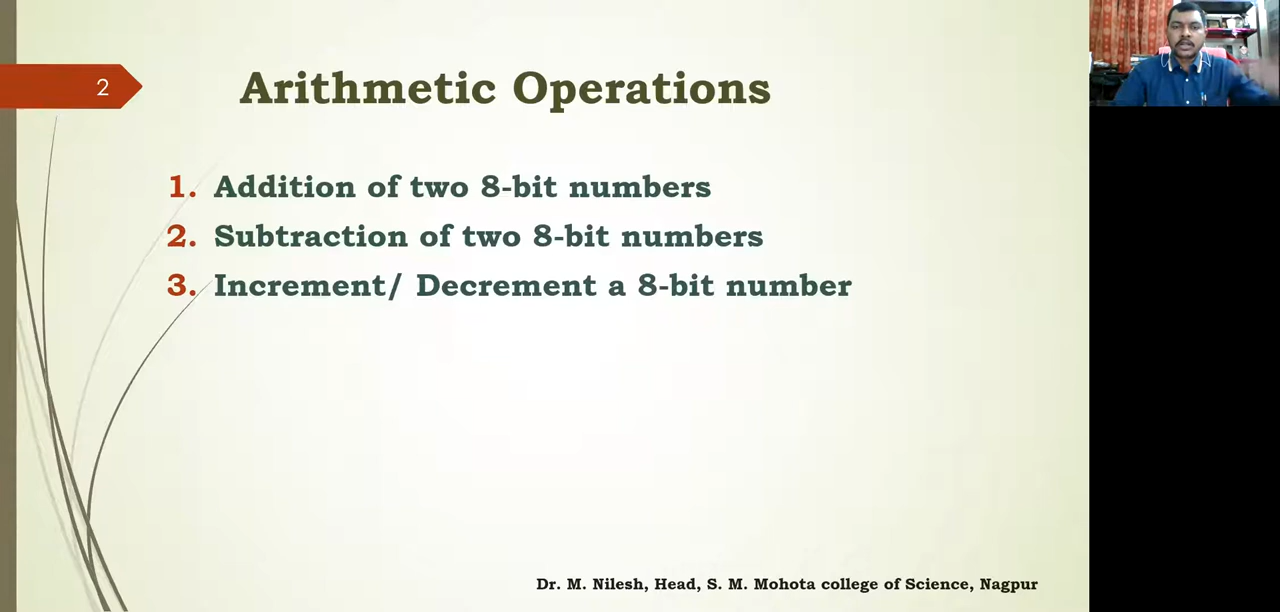 2
Arithmetic Operations
1. Addition of two 8-bit numbers
2. Subtraction of two 8-bit numbers
3. Increment/ Decrement a 8-bit number
Dr. M. Nilesh, Head, S. M. Mohota college of Science, Nagpur